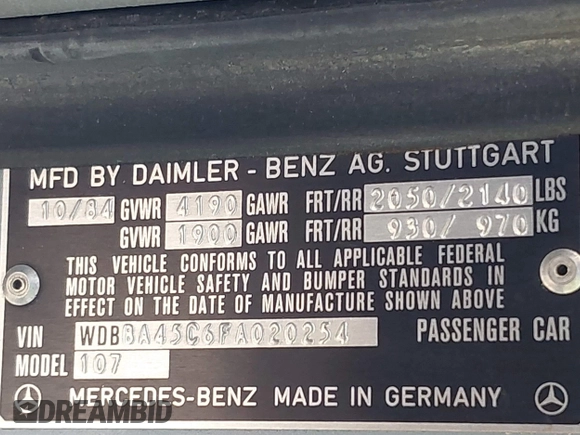 MFD BY DAIMLER - BENZ AG. STUTTGART
10/84 GVWR 4190 GAWR FRT/RR 2050/2140 LBS
GVWR 1900 GAWR FRT/RR 930/ 970 KG
THIS VEHICLE CONFORMS TO ALL APPLICABLE FEDERAL
MOTOR VEHICLE SAFETY AND BUMPER STANDARDS IN
EFFECT ON THE DATE OF MANUFACTURE SHOWN ABOVE
VIN WDBBA45C6FA020254 PASSENGER CAR
MODEL 107
MERCEDES-BENZ MADE IN GERMANY
DREAMBID